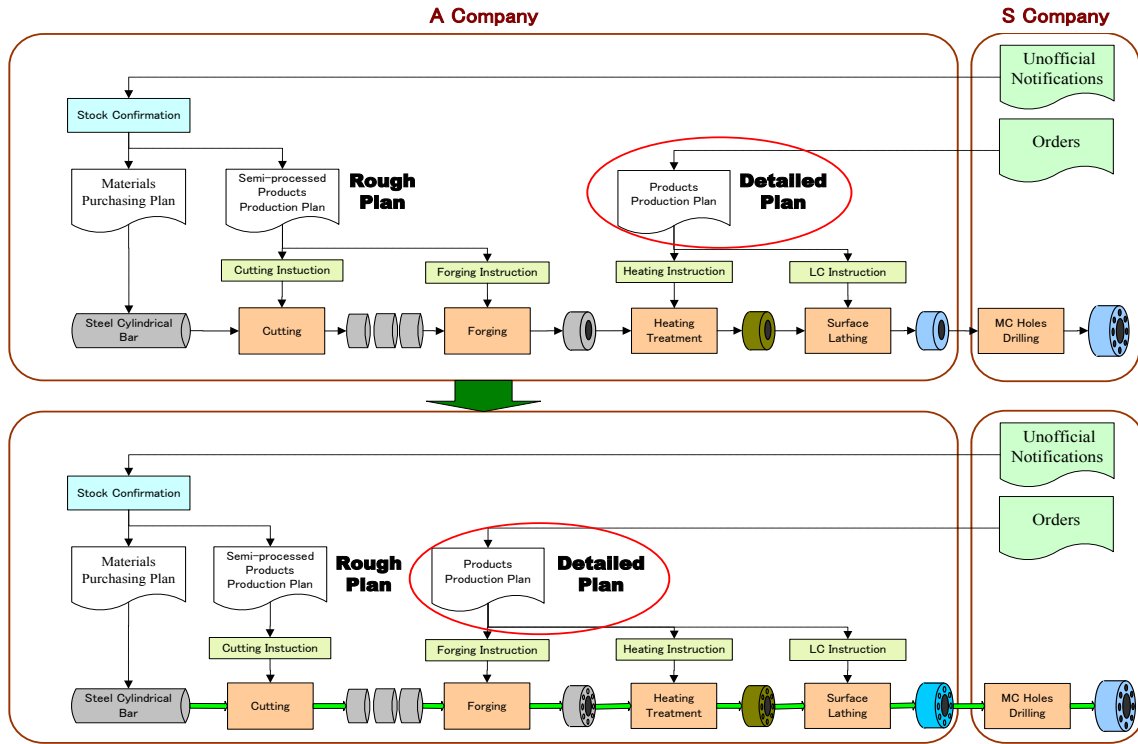 A Company
S Company
Unofficial
Notifications
Stock Confirmation
Orders
Materials
Purchasing Plan
Semi-processed
Products
Production Plan
Rough
Plan
Products
Production Plan
Detailed
Plan
Cutting Instuction
Forging Instruction
Heating Instruction
LC Instruction
Steel Cylindrical
Bar
Cutting
Forging
Heating
Treatment
Surface
Lathing
MC Holes
Drilling
Unofficial
Notifications
Stock Confirmation
Orders
Materials
Purchasing Plan
Semi-processed
Products
Production Plan
Rough
Plan
Products
Production Plan
Detailed
Plan
Cutting Instuction
Forging Instruction
Heating Instruction
LC Instruction
Steel Cylindrical
Bar
Cutting
Forging
Heating
Treatment
Surface
Lathing
MC Holes
Drilling